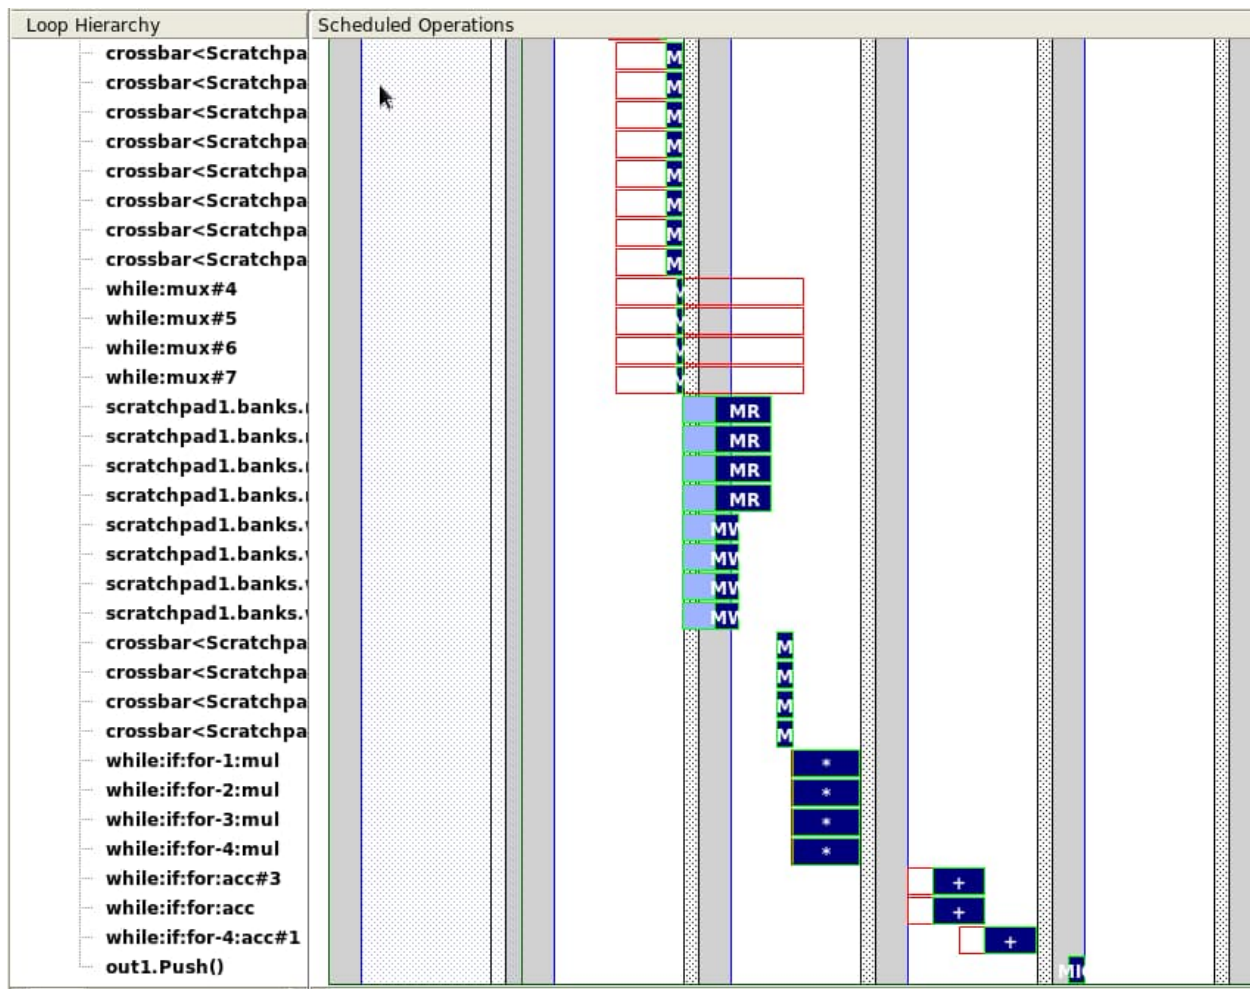 Loop Hierarchy Scheduled Operations
crossbar<Scratchpa M
crossbar<Scratchpa M
crossbar<Scratchpa M
crossbar<Scratchpa M
crossbar<Scratchpa M
crossbar<Scratchpa M
crossbar<Scratchpa M
crossbar<Scratchpa M
while:mux#4
while:mux#5
while:mux#6
while:mux#7
scratchpad1.banks. MR
scratchpad1.banks. MR
scratchpad1.banks. MR
scratchpad1.banks. MR
scratchpad1.banks. MW
scratchpad1.banks. MW
scratchpad1.banks. MW
scratchpad1.banks. MW
crossbar<Scratchpa M
crossbar<Scratchpa M
crossbar<Scratchpa M
crossbar<Scratchpa M
while:if:for-1:mul *
while:if:for-2:mul *
while:if:for-3:mul *
while:if:for-4:mul *
while:if:for:acc#3 +
while:if:for:acc +
while:if:for-4:acc#1 +
out1.Push()